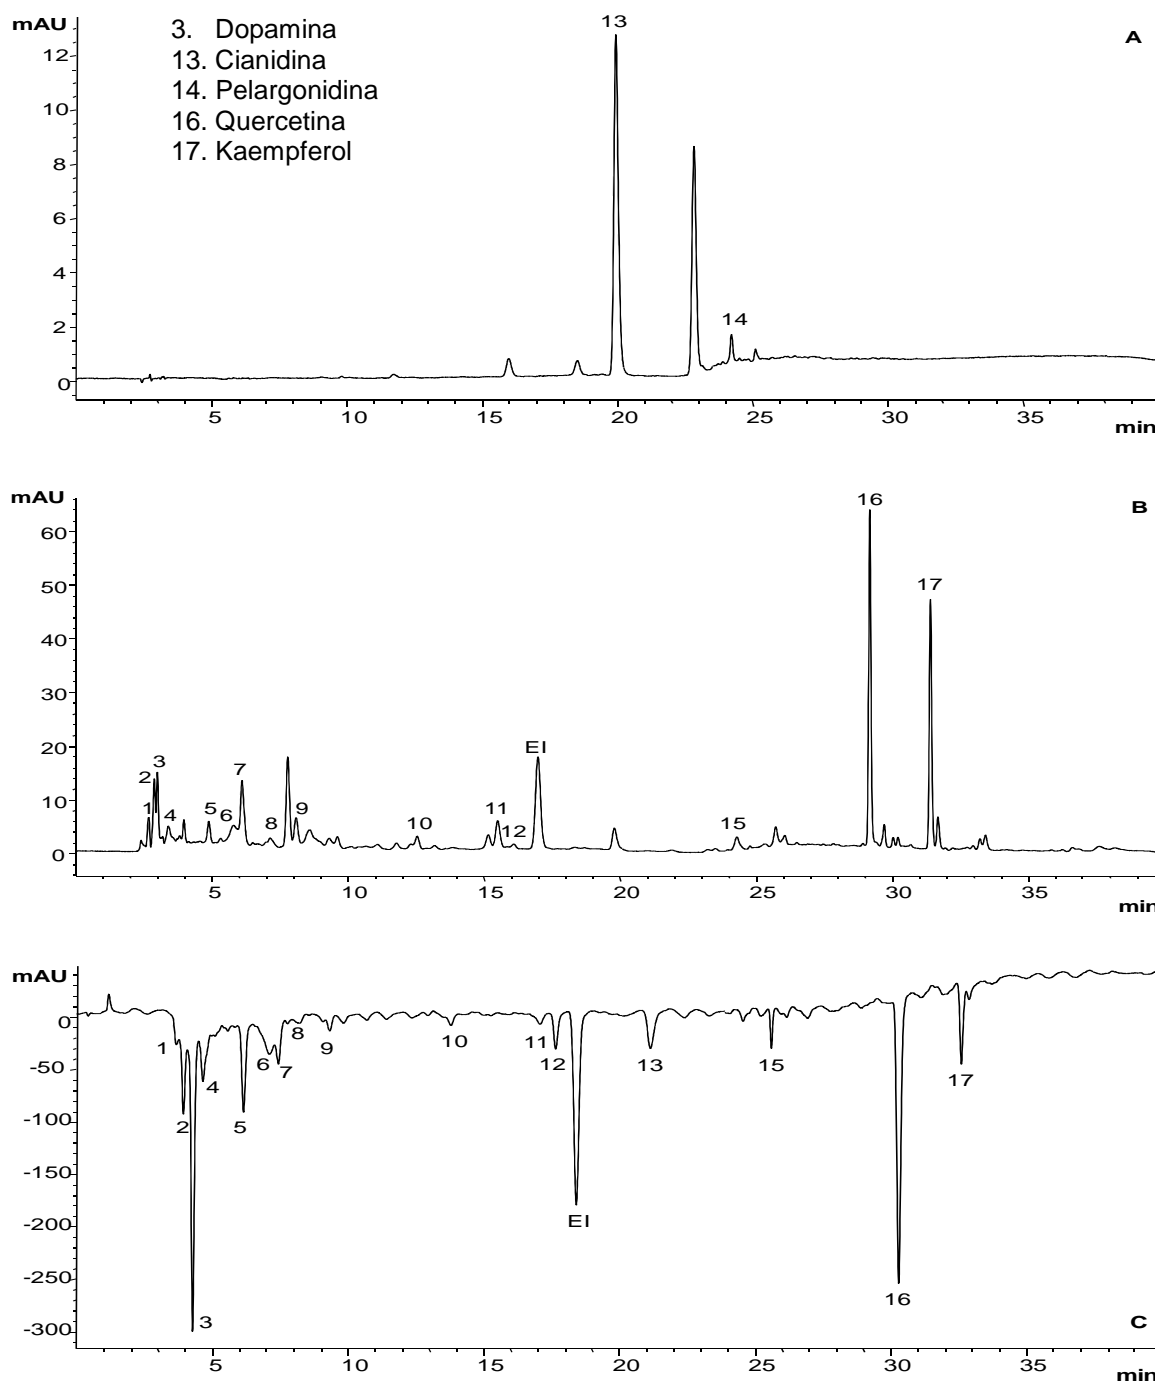 mAU
3. Dopamina
13. Cianidina
14. Pelargonidina
16. Quercetina
17. Kaempferol
13
A
12
10
8
6
4
2
0
14
5 10 15 20 25 30 35
min
mAU
16
B
60
50
40
30
20
10
0
17
1 2 3 4 5 6 7 8 9 10 11 12 EI 15
5 10 15 20 25 30 35
min
mAU
0
-50
-100
-150
-200
-250
-300
1 2 3 4 5 6 7 8 9 10 11 12 EI 13 15 16 17
C
5 10 15 20 25 30 35
min